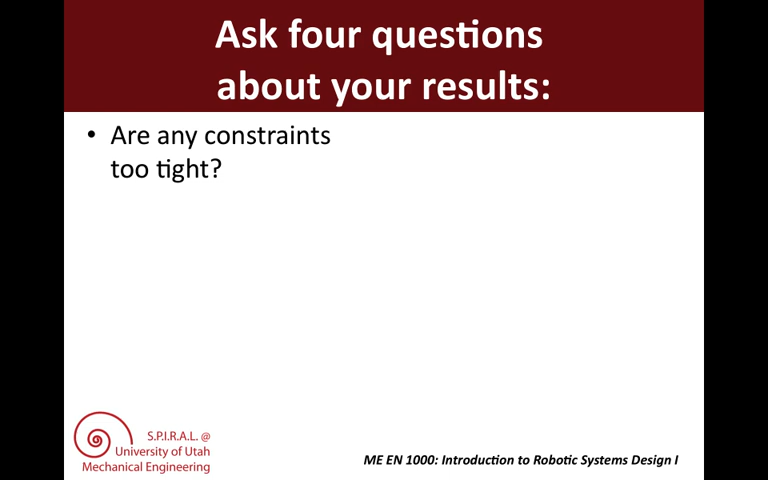 Ask four questions
about your results:
• Are any constraints
too tight?
S.P.I.R.A.L. @
University of Utah
Mechanical Engineering
ME EN 1000: Introduction to Robotic Systems Design I